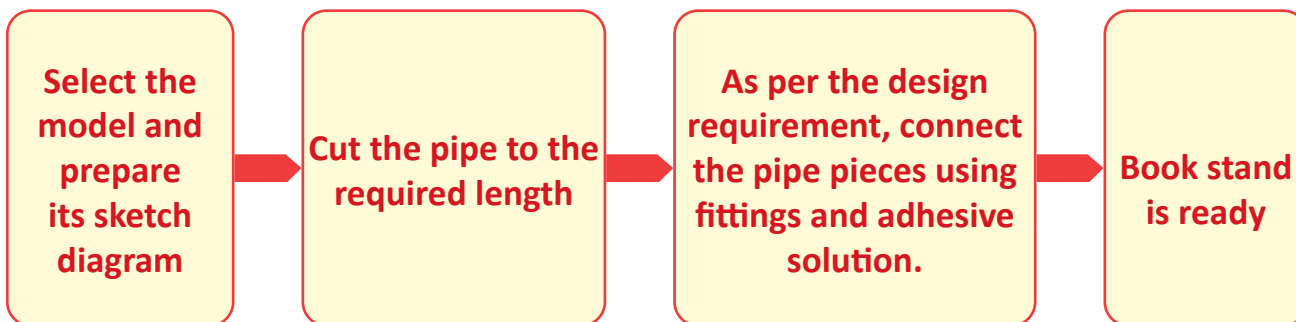 Select the
model and
prepare
its sketch
diagram
Cut the pipe to the
required length
As per the design
requirement, connect
the pipe pieces using
fittings and adhesive
solution.
Book stand
is ready